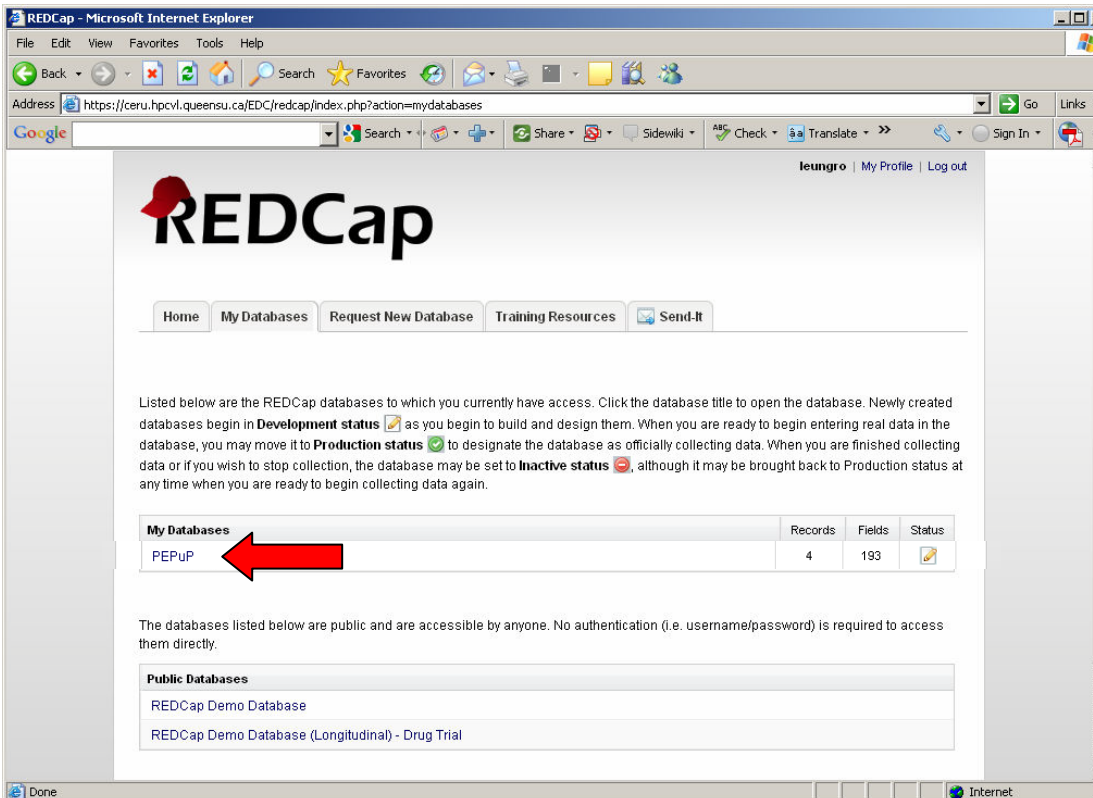 REDCap - Microsoft Internet Explorer
File Edit View Favorites Tools Help
Back Search Favorites
Address https://ceru.hpcvl.queensu.ca/EDC/redcap/index.php?action=mydatabases Go Links
Google Search Share Sidewiki Check Translate Sign In
leungro | My Profile | Log out
REDCap
Home My Databases Request New Database Training Resources Send-It
Listed below are the REDCap databases to which you currently have access. Click the database title to open the database. Newly created
databases begin in Development status as you begin to build and design them. When you are ready to begin entering real data in the
database, you may move it to Production status to designate the database as officially collecting data. When you are finished collecting
data or if you wish to stop collection, the database may be set to Inactive status , although it may be brought back to Production status at
any time when you are ready to begin collecting data again.
My Databases Records Fields Status
PEPuP 4 193
The databases listed below are public and are accessible by anyone. No authentication (i.e. username/password) is required to access
them directly.
Public Databases
REDCap Demo Database
REDCap Demo Database (Longitudinal) - Drug Trial
Done Internet